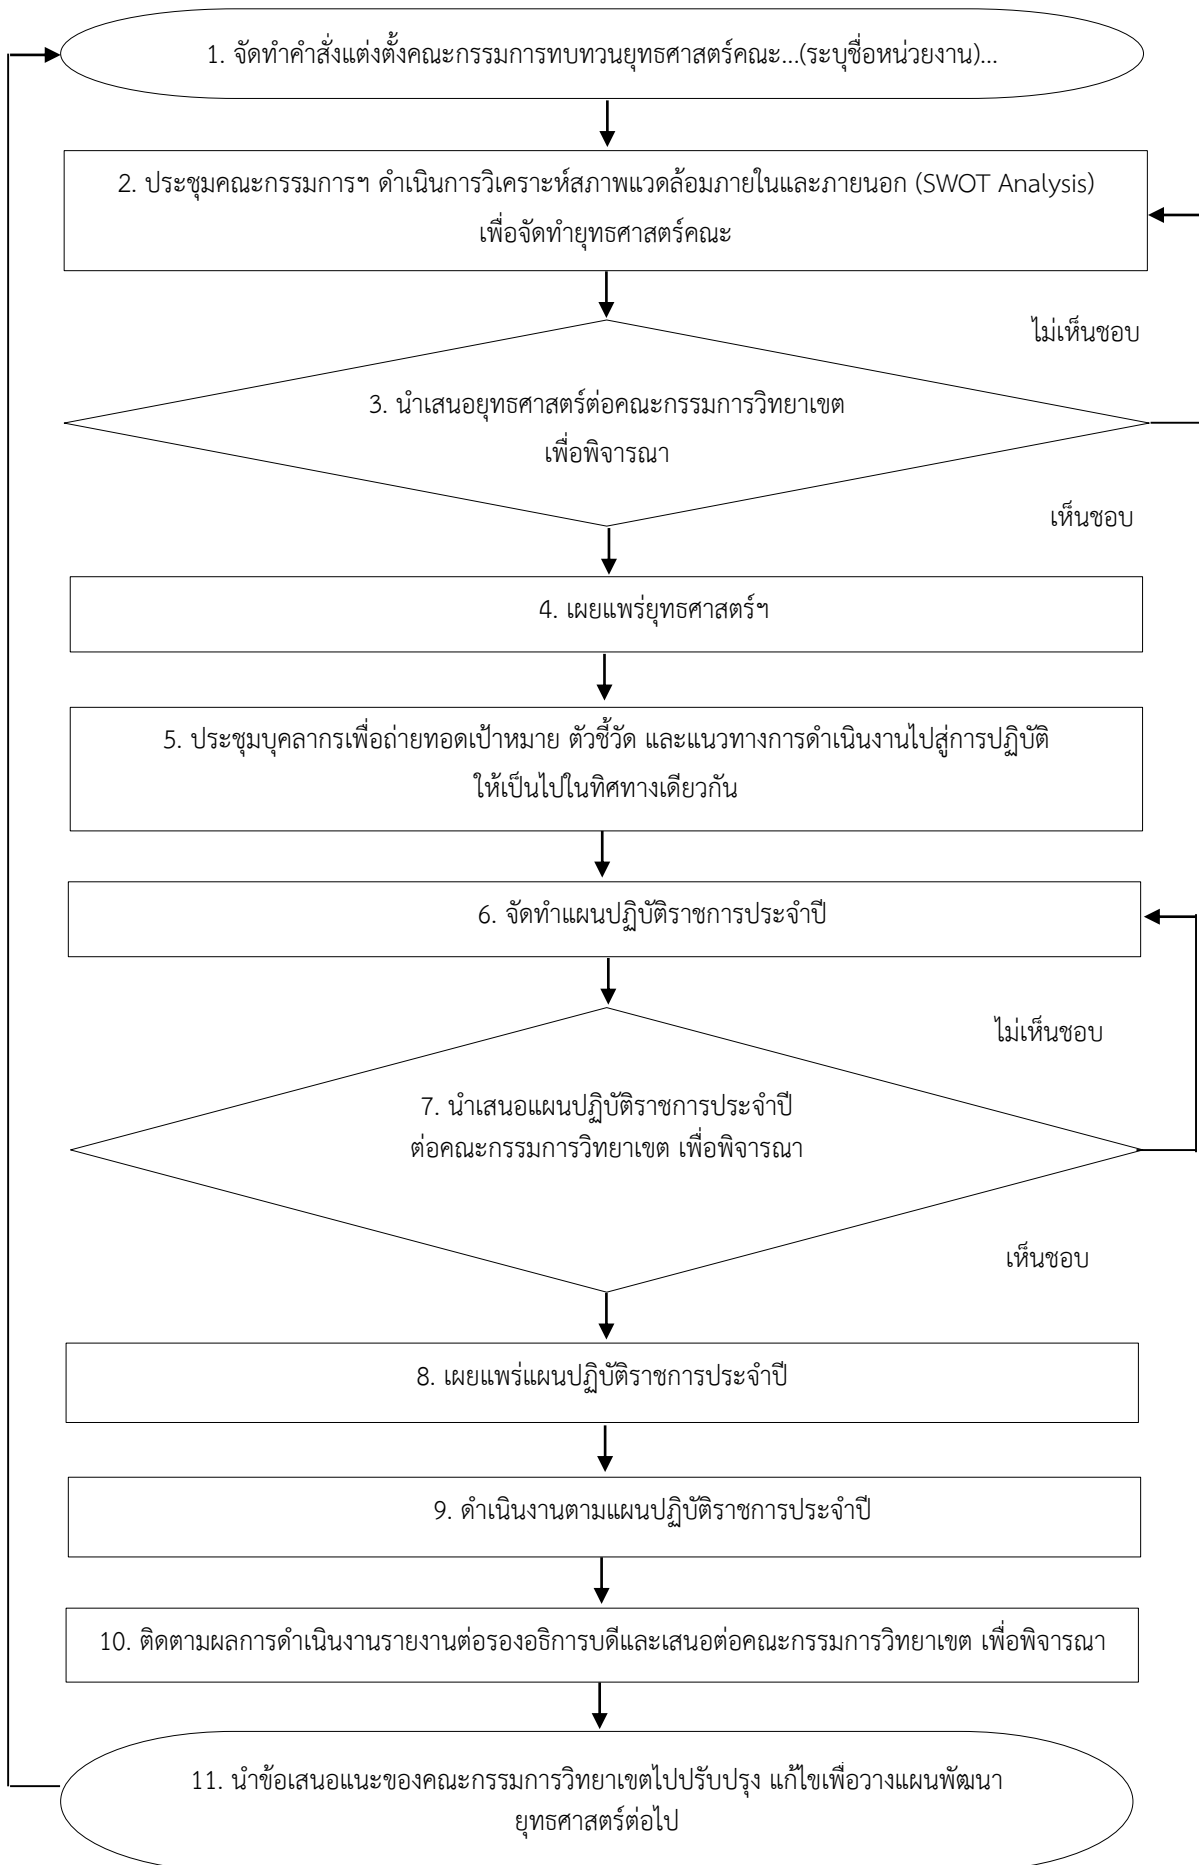 1. จัดทำคำสั่งแต่งตั้งคณะกรรมการทบทวนยุทธศาสตร์คณะ...(ระบุชื่อหน่วยงาน)...
2. ประชุมคณะกรรมการฯ ดำเนินการวิเคราะห์สภาพแวดล้อมภายในและภายนอก (SWOT Analysis)
เพื่อจัดทำยุทธศาสตร์คณะ
ไม่เห็นชอบ
3. นำเสนอยุทธศาสตร์ต่อคณะกรรมการวิทยาเขต
เพื่อพิจารณา
เห็นชอบ
4. เผยแพร่ยุทธศาสตร์ฯ
5. ประชุมบุคลากรเพื่อถ่ายทอดเป้าหมาย ตัวชี้วัด และแนวทางการดำเนินงานไปสู่การปฏิบัติ
ให้เป็นไปในทิศทางเดียวกัน
6. จัดทำแผนปฏิบัติราชการประจำปี
ไม่เห็นชอบ
7. นำเสนอแผนปฏิบัติราชการประจำปี
ต่อคณะกรรมการวิทยาเขต เพื่อพิจารณา
เห็นชอบ
8. เผยแพร่แผนปฏิบัติราชการประจำปี
9. ดำเนินงานตามแผนปฏิบัติราชการประจำปี
10. ติดตามผลการดำเนินงานรายงานต่อรองอธิการบดีและเสนอต่อคณะกรรมการวิทยาเขต เพื่อพิจารณา
11. นำข้อเสนอแนะของคณะกรรมการวิทยาเขตไปปรับปรุง แก้ไขเพื่อวางแผนพัฒนา
ยุทธศาสตร์ต่อไป